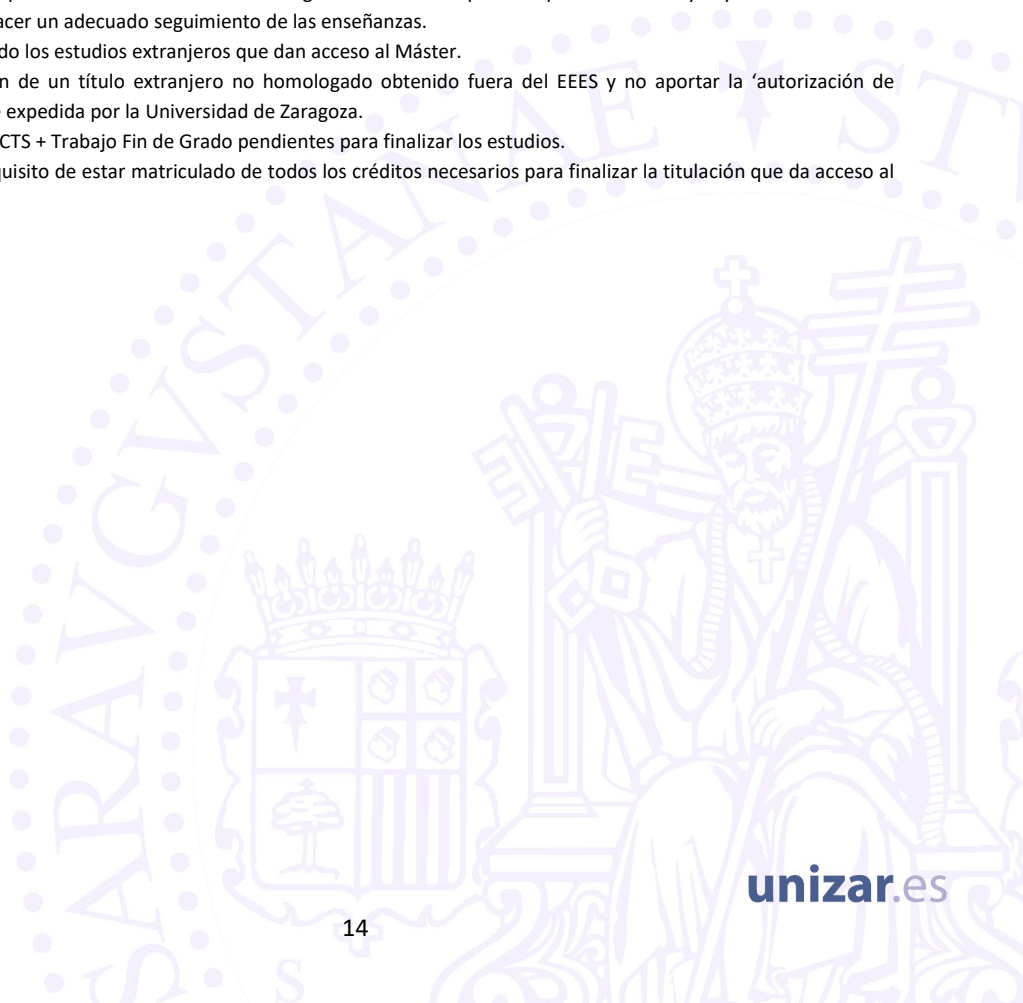 acer un adecuado seguimiento de las enseñanzas.
do los estudios extranjeros que dan acceso al Máster.
n de un título extranjero no homologado obtenido fuera del EEES y no aportar la ‘autorización de
expedida por la Universidad de Zaragoza.
CTS + Trabajo Fin de Grado pendientes para finalizar los estudios.
quisito de estar matriculado de todos los créditos necesarios para finalizar la titulación que da acceso al
SARAVGVSTANAE ST
unizar.es
14
S